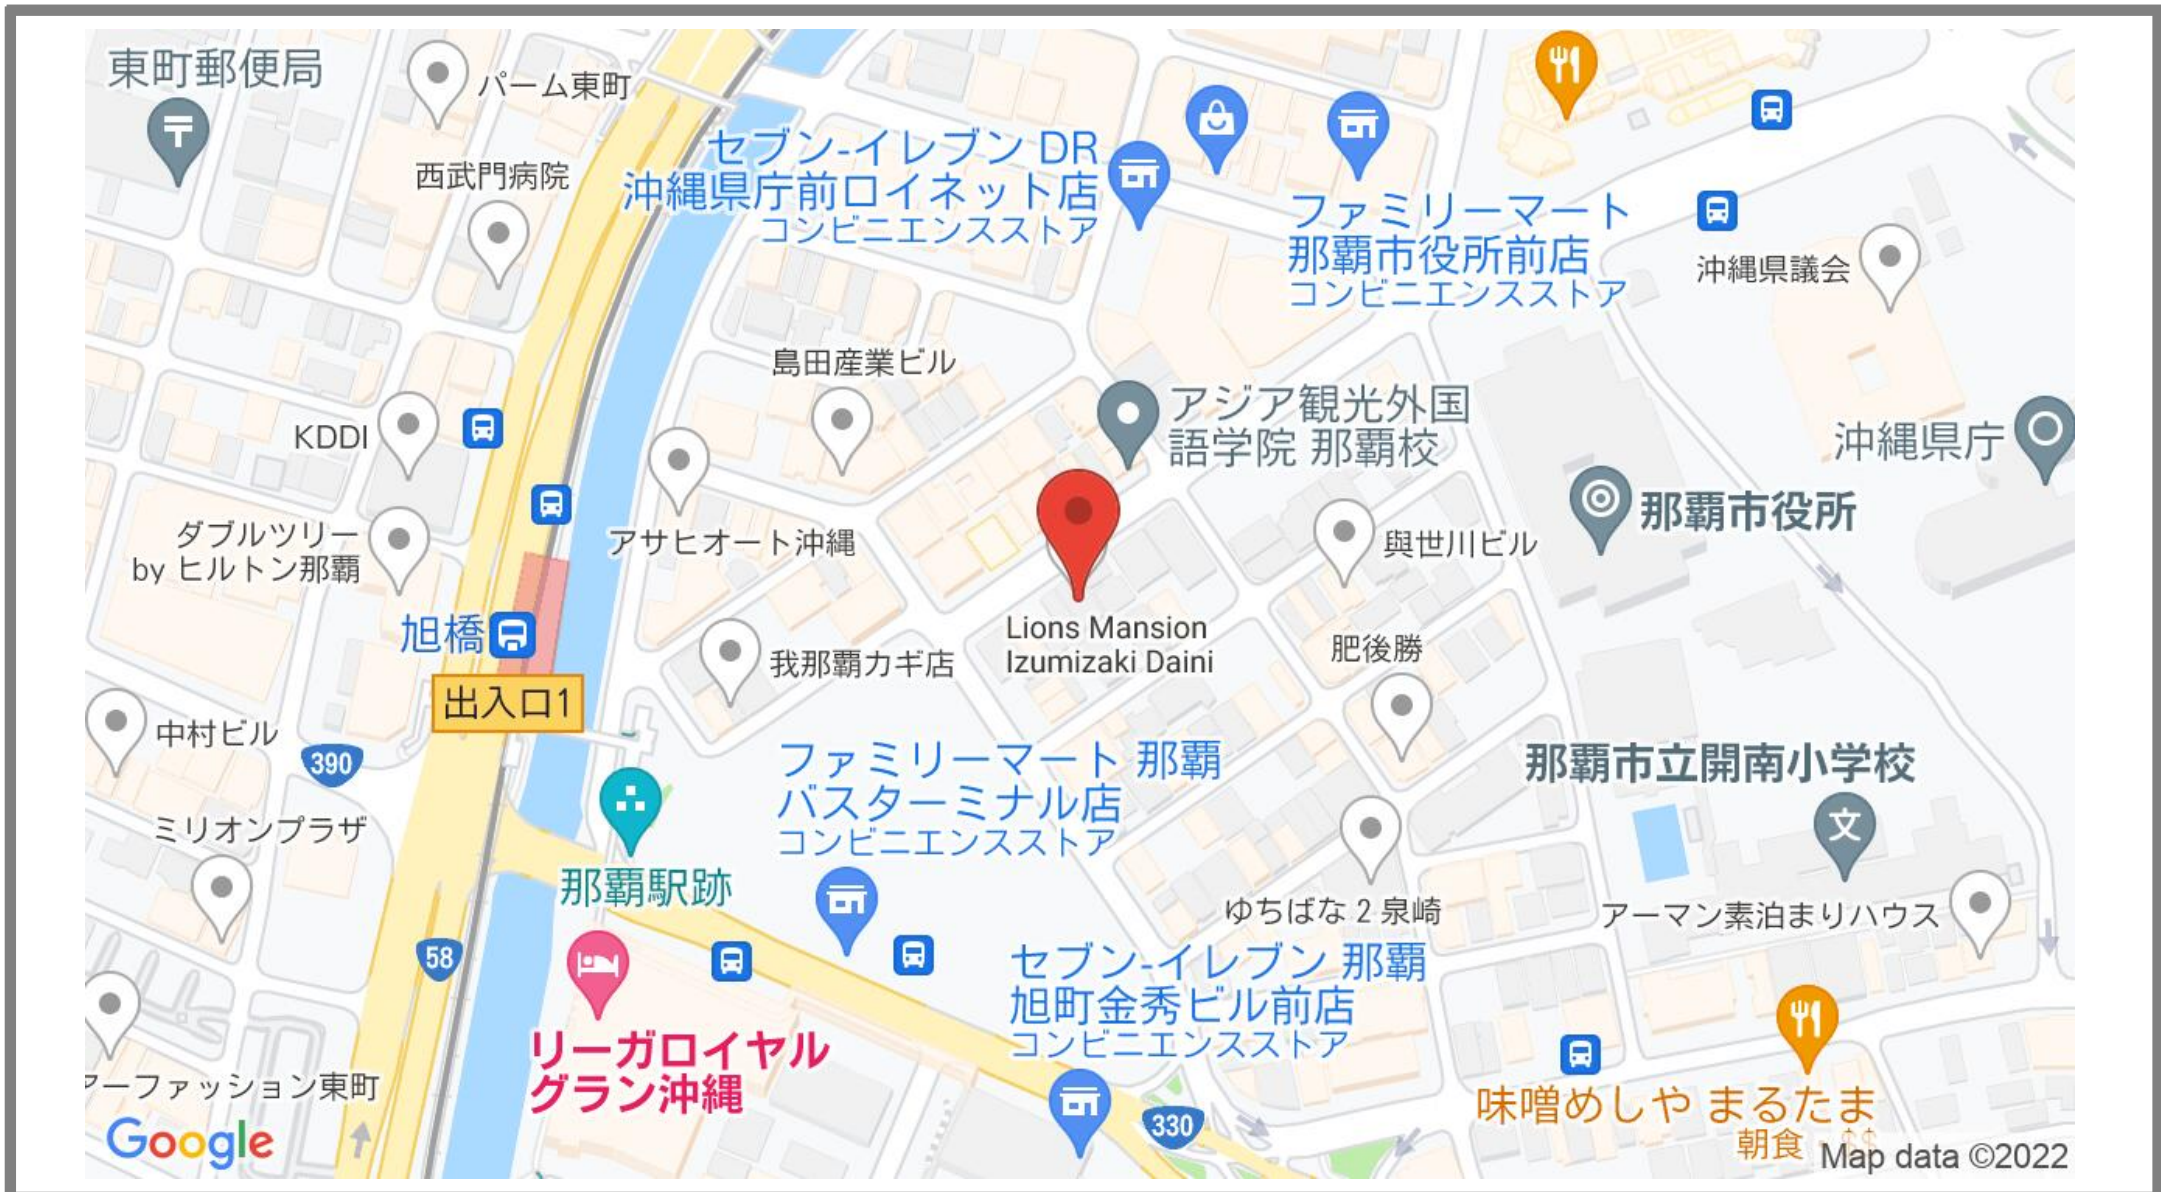 東町郵便局
パーム東町
西武門病院
セブン-イレブン DR
沖縄県庁前ロイネット店
コンビニエンスストア
ファミリーマート
那覇市役所前店
コンビニエンスストア
沖縄県議会
島田産業ビル
KDDI
アジア観光外国
語学院 那覇校
沖縄県庁
ダブルツリー
by ヒルトン那覇
アサヒオート沖縄
與世川ビル
那覇市役所
旭橋
出入口1
我那覇カギ店
Lions Mansion
Izumizaki Daini
肥後勝
中村ビル
390
ファミリーマート 那覇
バスターミナル店
コンビニエンスストア
那覇市立開南小学校
文
ミリオンプラザ
那覇駅跡
ゆちばな 2 泉崎
アーマン素泊まりハウス
58
セブン-イレブン 那覇
旭町金秀ビル前店
コンビニエンスストア
リーガロイヤル
グラン沖縄
アーファッション東町
330
味噌めしや まるたま
朝食・$$
Google
Map data ©2022